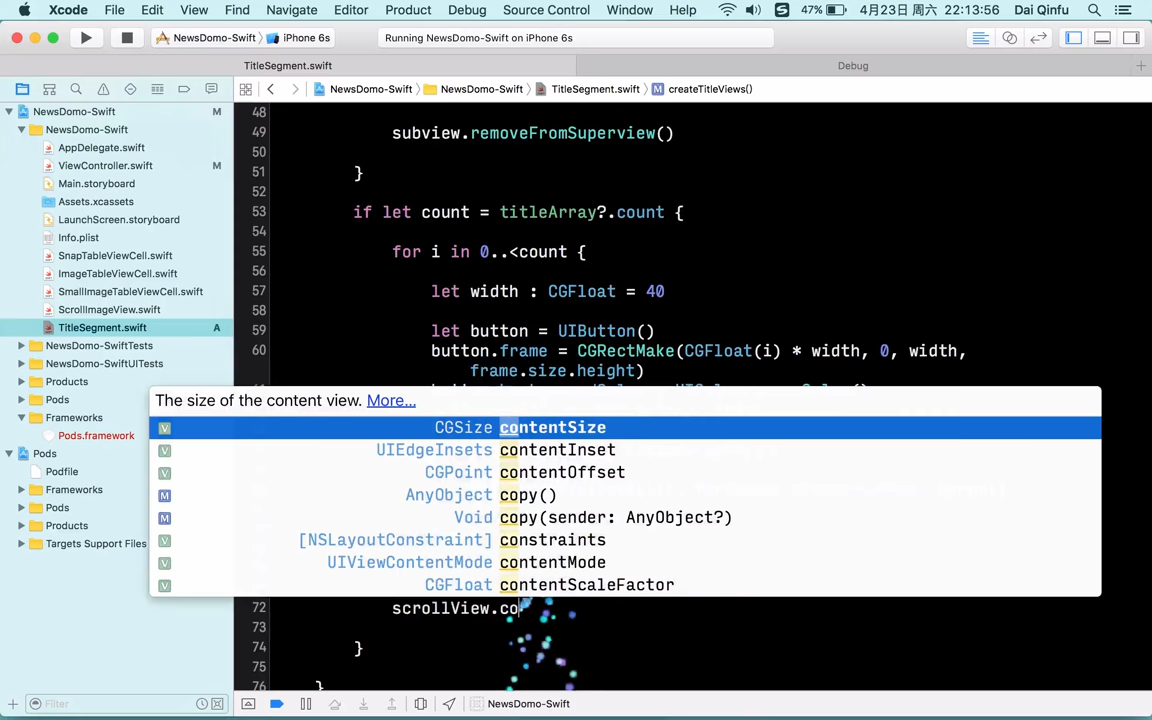 Xcode File Edit View Find Navigate Editor Product Debug Source Control Window Help 47% 4月23日 周六 22:13:56 Dai Qinfu
NewsDomo-Swift iPhone 6s Running NewsDomo-Swift on iPhone 6s
TitleSegment.swift Debug
NewsDomo-Swift NewsDomo-Swift TitleSegment.swift M createTitleViews()
NewsDomo-Swift M
NewsDomo-Swift
AppDelegate.swift
ViewController.swift M
Main.storyboard
Assets.xcassets
LaunchScreen.storyboard
Info.plist
SnapTableViewCell.swift
ImageTableViewCell.swift
SmallImageTableViewCell.swift
ScrollImageView.swift
TitleSegment.swift A
NewsDomo-SwiftTests
NewsDomo-SwiftUITests
Products
Pods
Frameworks
Pods.framework
Pods
Podfile
Frameworks
Pods
Products
Targets Support Files
Filter
48
49 subview.removeFromSuperview()
50
51 }
52
53 if let count = titleArray?.count {
54
55 for i in 0..<count {
56
57 let width : CGFloat = 40
58
59 let button = UIButton()
60 button.frame = CGRectMake(CGFloat(i) * width, 0, width,
frame.size.height)
The size of the content view. More...
V CGSize contentSize
V UIEdgeInsets contentInset
V CGPoint contentOffset
M AnyObject copy()
M Void copy(sender: AnyObject?)
V [NSLayoutConstraint] constraints
V UIViewContentMode contentMode
V CGFloat contentScaleFactor
72 scrollView.co
73
74 }
75
76 }
NewsDomo-Swift